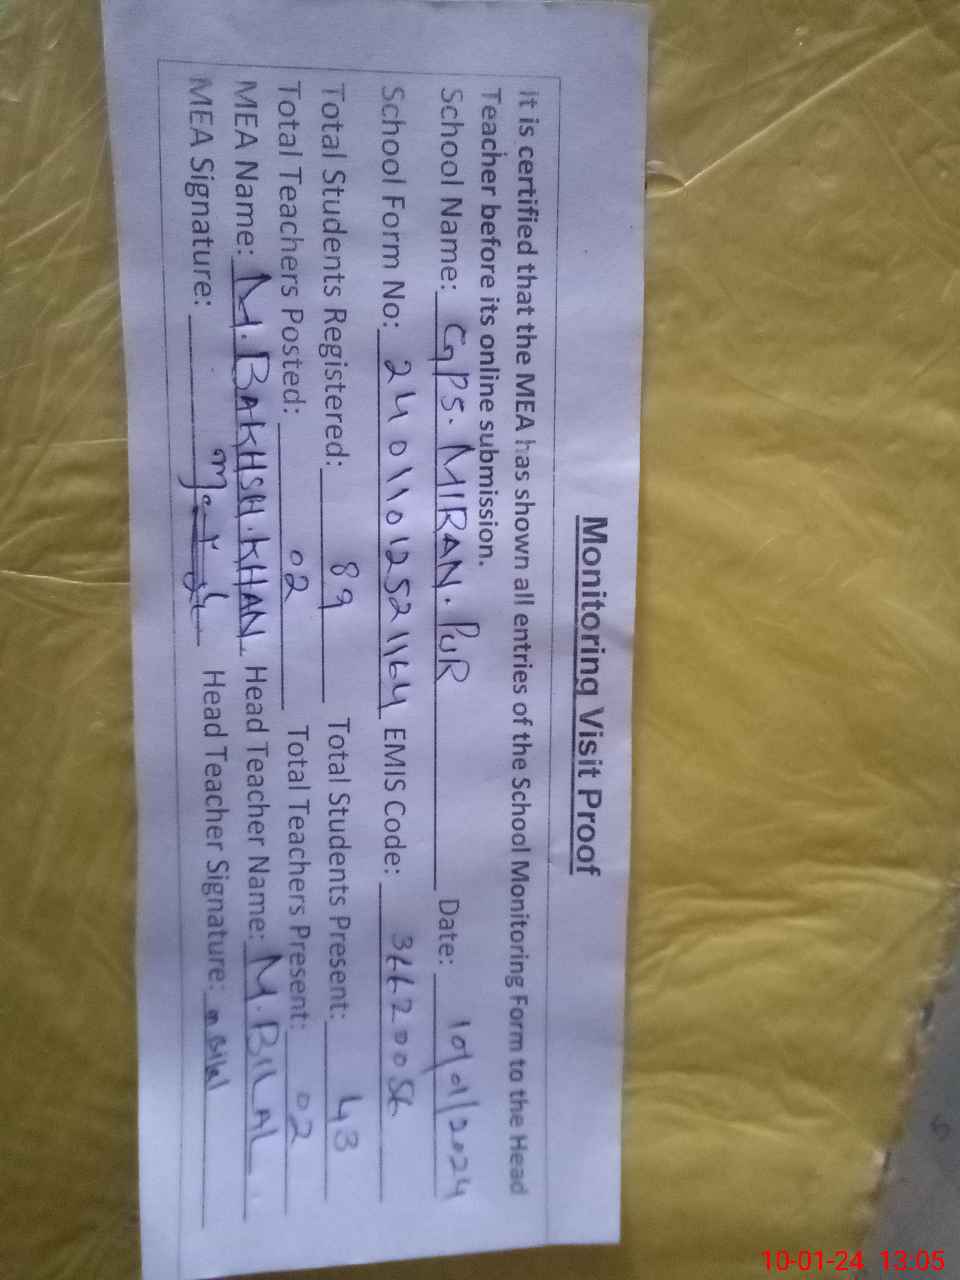 Monitoring Visit Proof
It is certified that the MEA has shown all entries of the School Monitoring Form to the Head
Teacher before its online submission.
School Name: GPS. MIRAN. PUR Date: 10/01/2024
School Form No: 24011012521164 EMIS Code: 36620056
Total Students Registered: 89 Total Students Present: 43
Total Teachers Posted: 02 Total Teachers Present: 02
MEA Name: M. BAKHSH. KHAN Head Teacher Name: M. BILAL.
MEA Signature: Head Teacher Signature: m Bilal
10-01-24 13:05